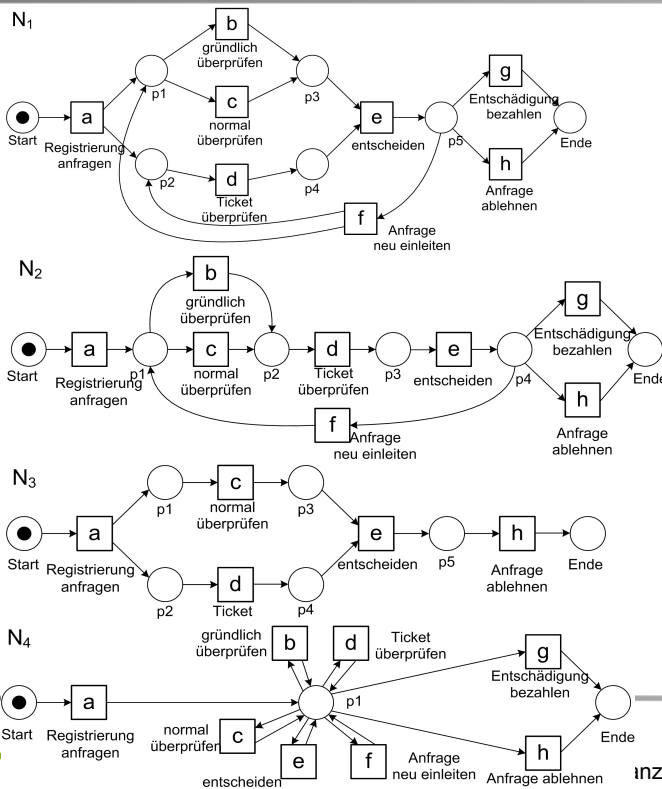 N1
b
gründlich
überprüfen
p1
p3
g
c
Entschädigung
bezahlen
a
e
Start
normal
überprüfen
entscheiden
p5
Ende
Registrierung
anfragen
h
p2
d
p4
Ticket
überprüfen
Anfrage
ablehnen
f
Anfrage
neu einleiten
N2
b
gründlich
überprüfen
g
Entschädigung
bezahlen
a
c
d
e
Start
Registrierung
anfragen
p1
normal
überprüfen
p2
Ticket
überprüfen
p3
entscheiden
p4
Ende
h
f
Anfrage
neu einleiten
Anfrage
ablehnen
N3
c
p1
normal
überprüfen
p3
a
e
h
Start
Registrierung
anfragen
entscheiden
p5
Anfrage
ablehnen
Ende
d
p2
Ticket
p4
N4
gründlich
überprüfen
b
d
Ticket
überprüfen
g
Entschädigung
bezahlen
a
p1
Start
Registrierung
anfragen
normal
überprüfen
c
Ende
e
f
Anfrage
neu einleiten
h
entscheiden
Anfrage ablehnen